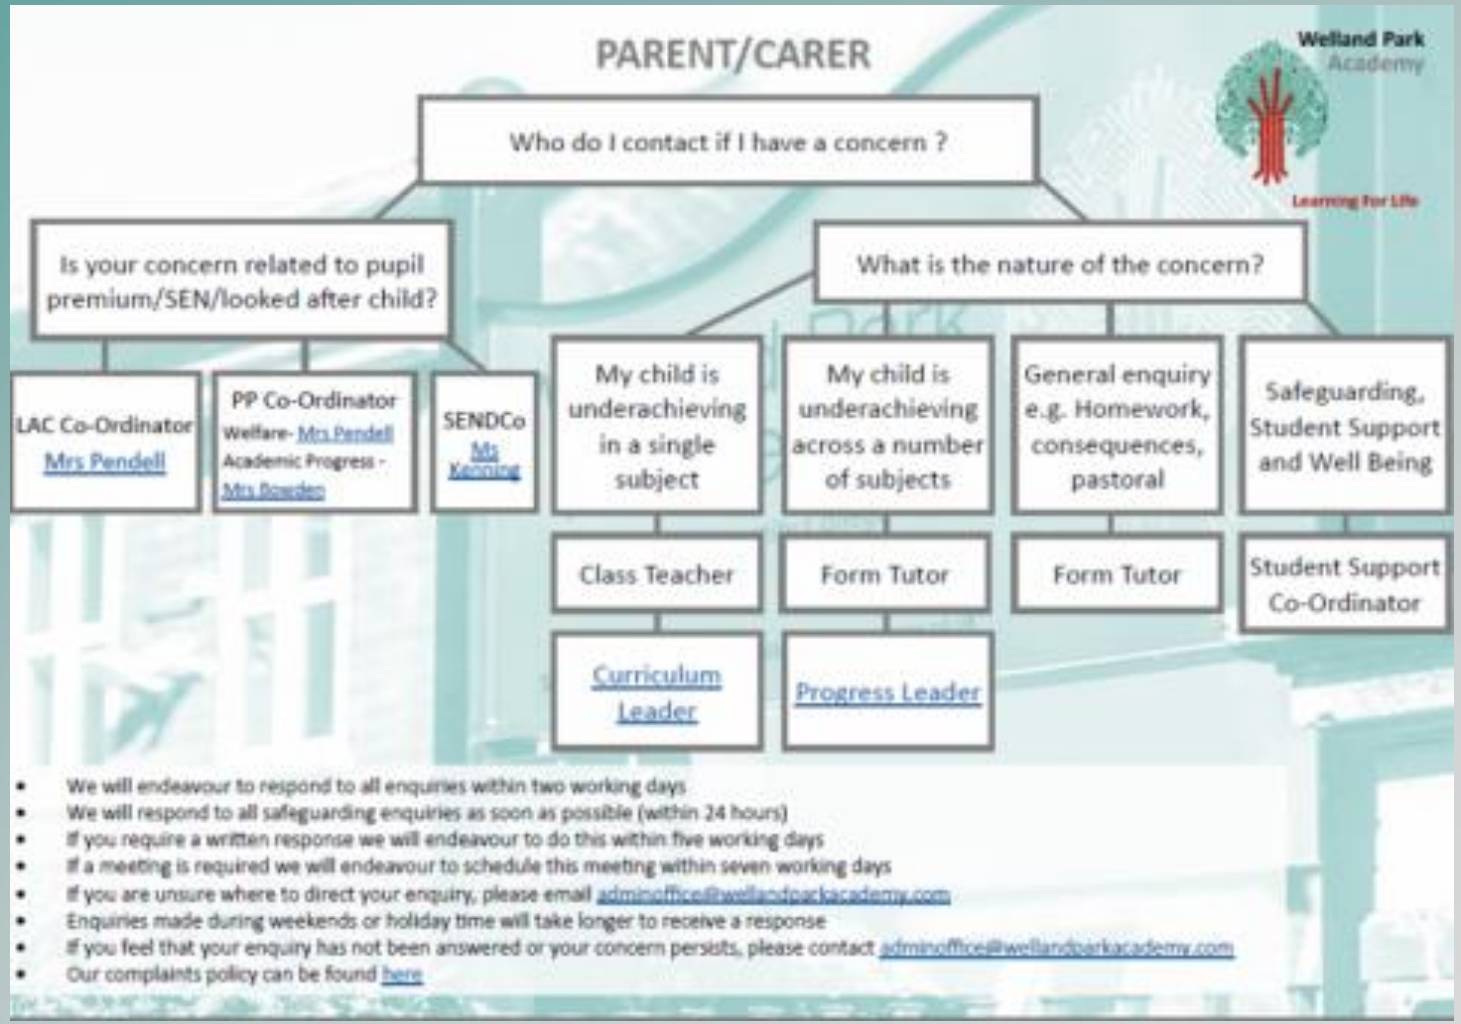 PARENT/CARER
Welland Park
Academy
Learning For Life
Who do I contact if I have a concern ?
Is your concern related to pupil
premium/SEN/looked after child?
What is the nature of the concern?
LAC Co-Ordinator
Mrs Pendell
PP Co-Ordinator
Welfare- Mrs Pendell
Academic Progress -
Mrs Bowden
SENDCo
Ms
Kenning
My child is
underachieving
in a single
subject
My child is
underachieving
across a number
of subjects
General enquiry
e.g. Homework,
consequences,
pastoral
Safeguarding,
Student Support
and Well Being
Class Teacher
Form Tutor
Form Tutor
Student Support
Co-Ordinator
Curriculum
Leader
Progress Leader
• We will endeavour to respond to all enquiries within two working days
• We will respond to all safeguarding enquiries as soon as possible (within 24 hours)
• If you require a written response we will endeavour to do this within five working days
• If a meeting is required we will endeavour to schedule this meeting within seven working days
• If you are unsure where to direct your enquiry, please email adminoffice@wellandparkacademy.com
• Enquiries made during weekends or holiday time will take longer to receive a response
• If you feel that your enquiry has not been answered or your concern persists, please contact adminoffice@wellandparkacademy.com
• Our complaints policy can be found here